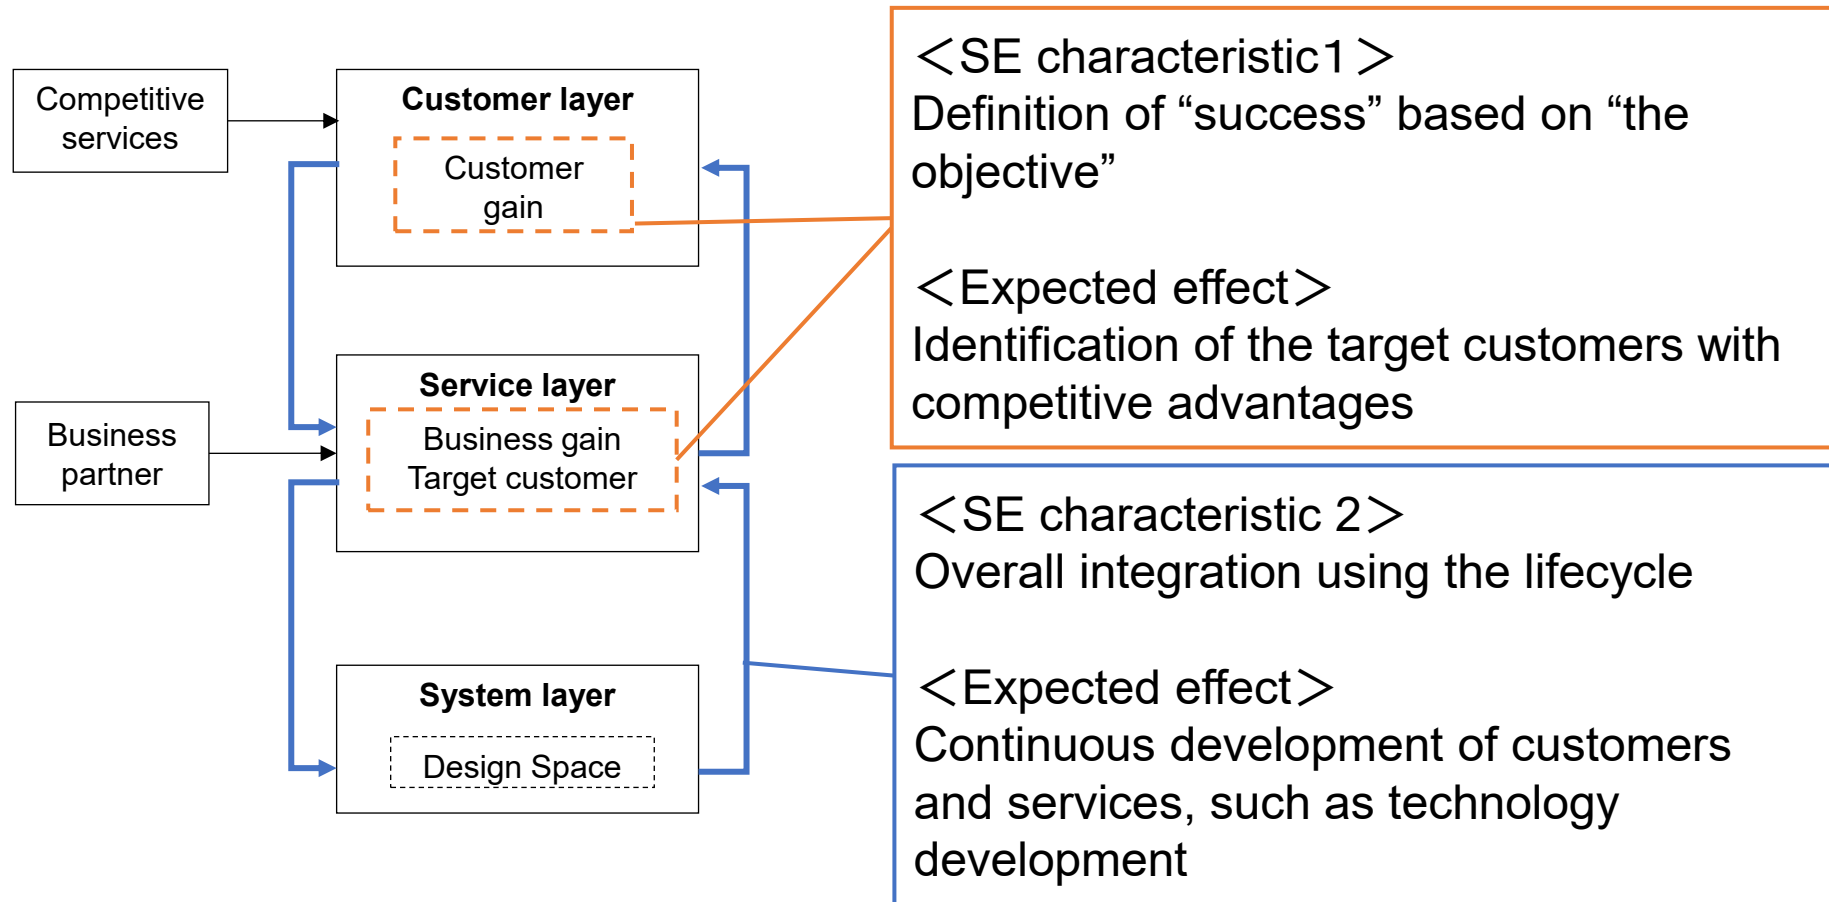 Competitive
services
Customer layer
Customer
gain
Business
partner
Service layer
Business gain
Target customer
System layer
Design Space
＜SE characteristic１＞
Definition of “success” based on “the
objective”
＜Expected effect＞
Identification of the target customers with
competitive advantages
＜SE characteristic 2＞
Overall integration using the lifecycle
＜Expected effect＞
Continuous development of customers
and services, such as technology
development